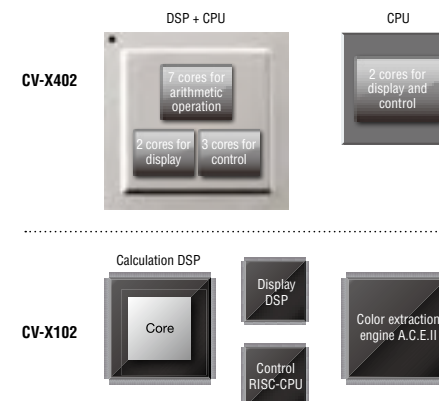 DSP + CPU
CPU
CV-X402
7 cores for
arithmetic
operation
2 cores for
display
3 cores for
control
2 cores for
display and
control
Calculation DSP
CV-X102
Core
Display
DSP
Control
RISC-CPU
Color extraction
engine A.C.E.II